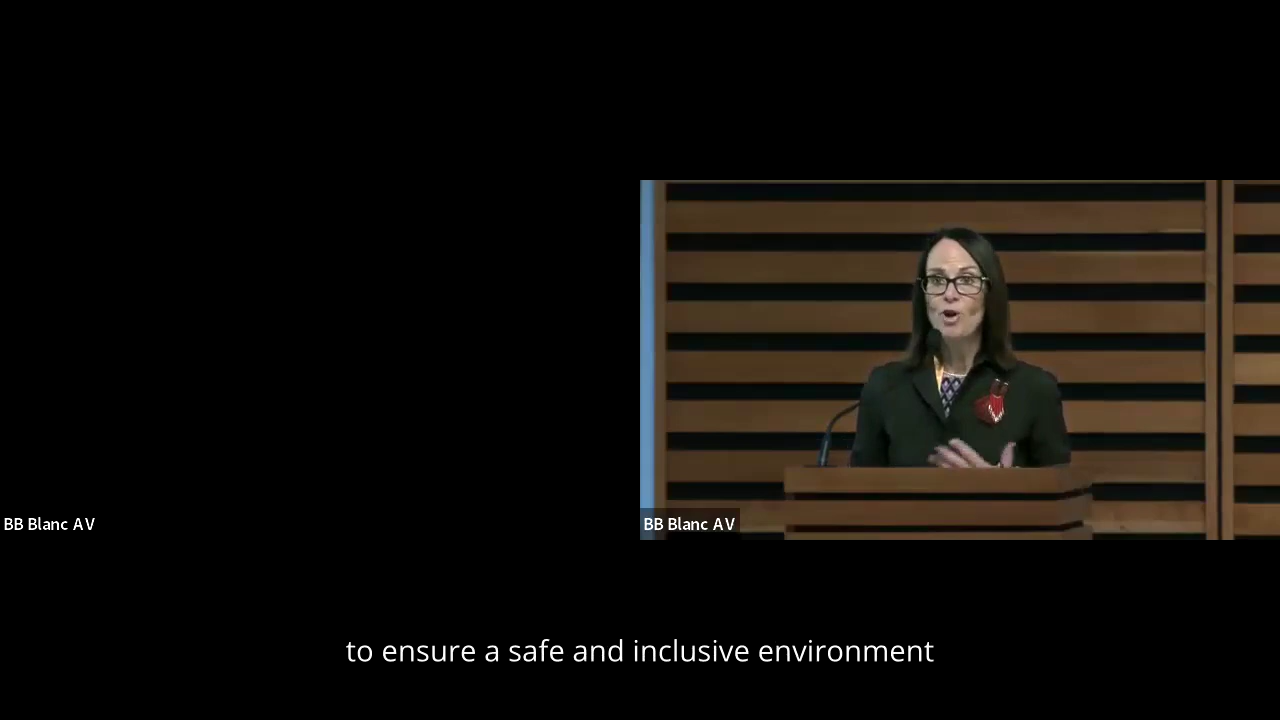 BB Blanc AV
BB Blanc AV
to ensure a safe and inclusive environment